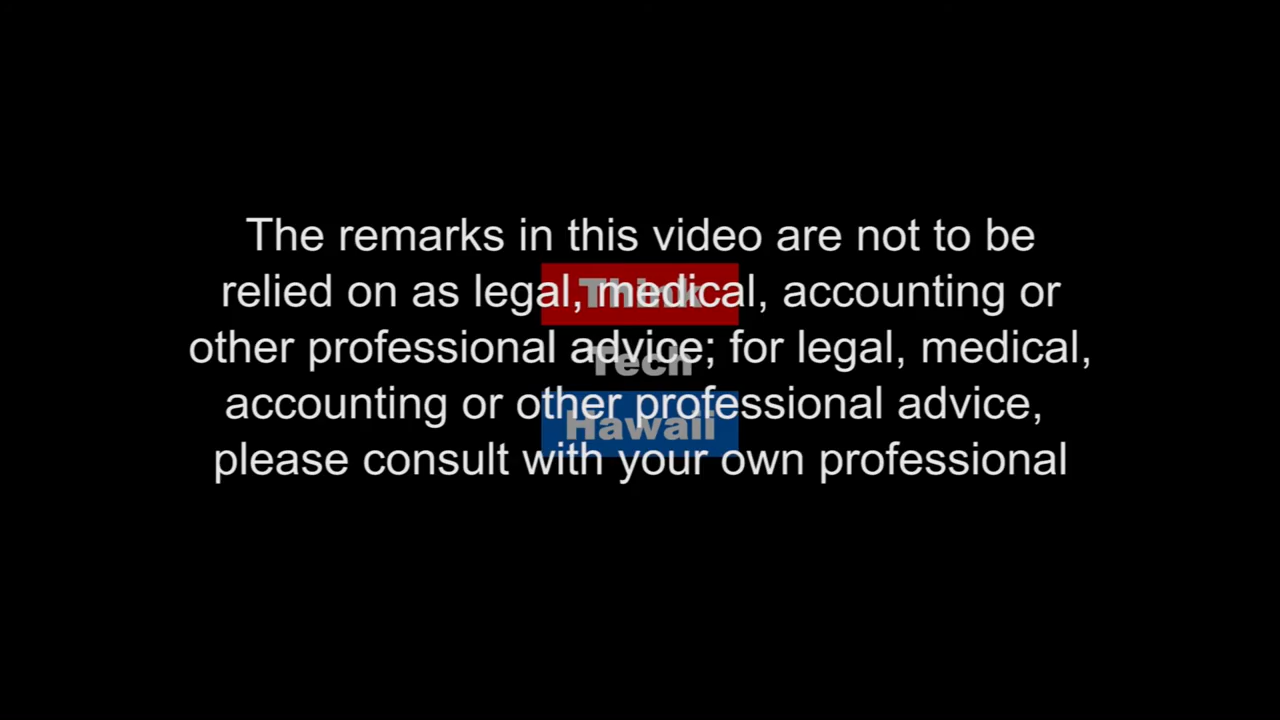 The remarks in this video are not to be
relied on as legal, medical, accounting or
other professional advice; for legal, medical,
accounting or other professional advice,
please consult with your own professional
Think
Tech
Hawaii